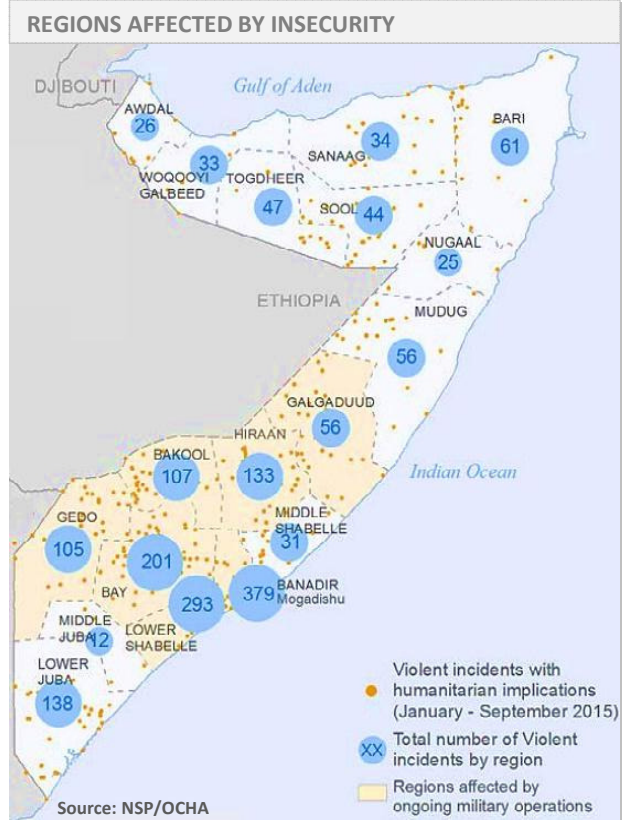 REGIONS AFFECTED BY INSECURITY
DJIBOUTI
Gulf of Aden
AWDAL
26
BARI
61
34
SANAAG
33
WOQOOYI
GALBEED
TOGDHEER
47
SOOL
44
NUGAAL
25
ETHIOPIA
MUDUG
56
GALGADUUD
56
HIRAAN
133
BAKOOL
107
Indian Ocean
GEDO
105
MIDDLE
SHABELLE
31
201
BAY
293
379
BANADIR
Mogadishu
MIDDLE
JUBA
12
LOWER
SHABELLE
LOWER
JUBA
138
Violent incidents with
humanitarian implications
(January - September 2015)
XX
Total number of Violent
incidents by region
Regions affected by
ongoing military operations
Source: NSP/OCHA